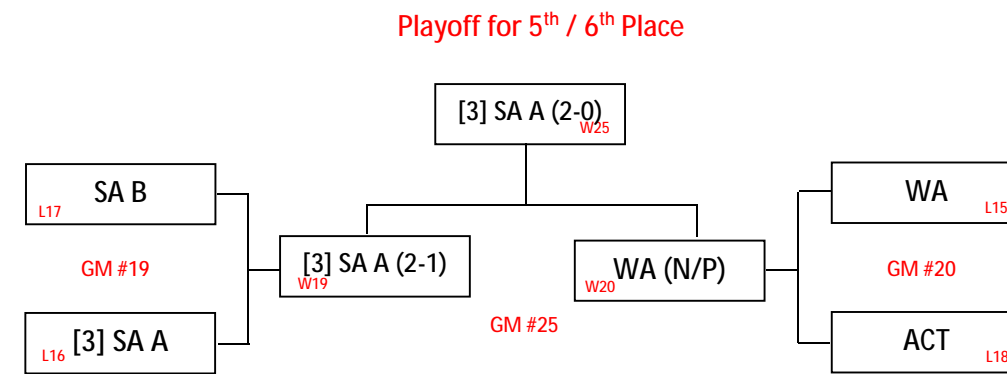 Playoff for 5th / 6th Place
[3] SA A (2-0)
W25
SA B
L17
WA
L15
GM #19
[3] SA A (2-1)
W19
WA (N/P)
W20
GM #20
GM #25
[3] SA A
L16
ACT
L18